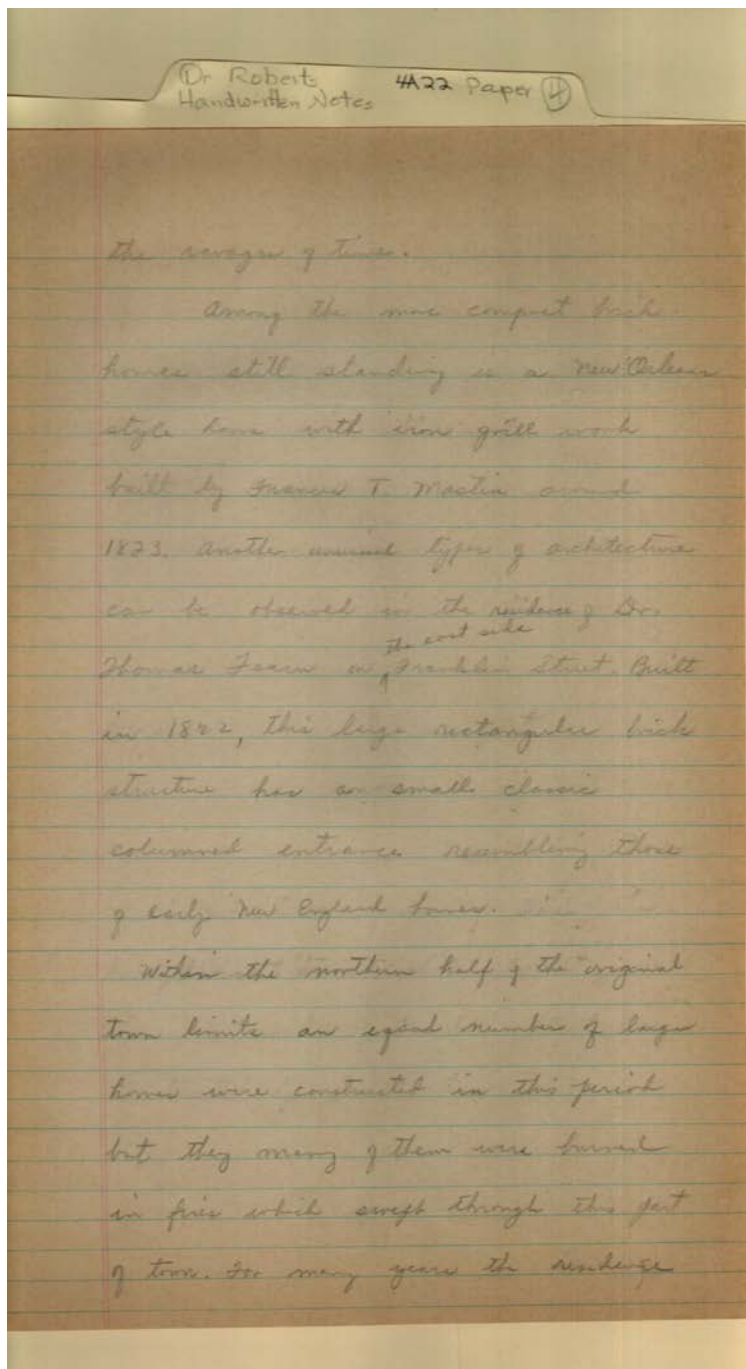 Dr Roberts 4A22 Paper 4
Handwritten Notes
the ravages of time.
Among the more compact brick
homes still standing is a New Orleans
style home with iron grill work
built by Francis T. Mastin around
1823. Another unusual type of architecture
can be observed in the residence of Dr.
the east side
Thomas Fearn on Franklin Street. Built
in 1822, this large rectangular brick
structure has an small classic
columned entrance resembling those
of early New England homes.
Within the northern half of the original
town limits an equal number of large
homes were constructed in this period
but they many of them were burned
in fires which swept through this part
of town. For many years the residence